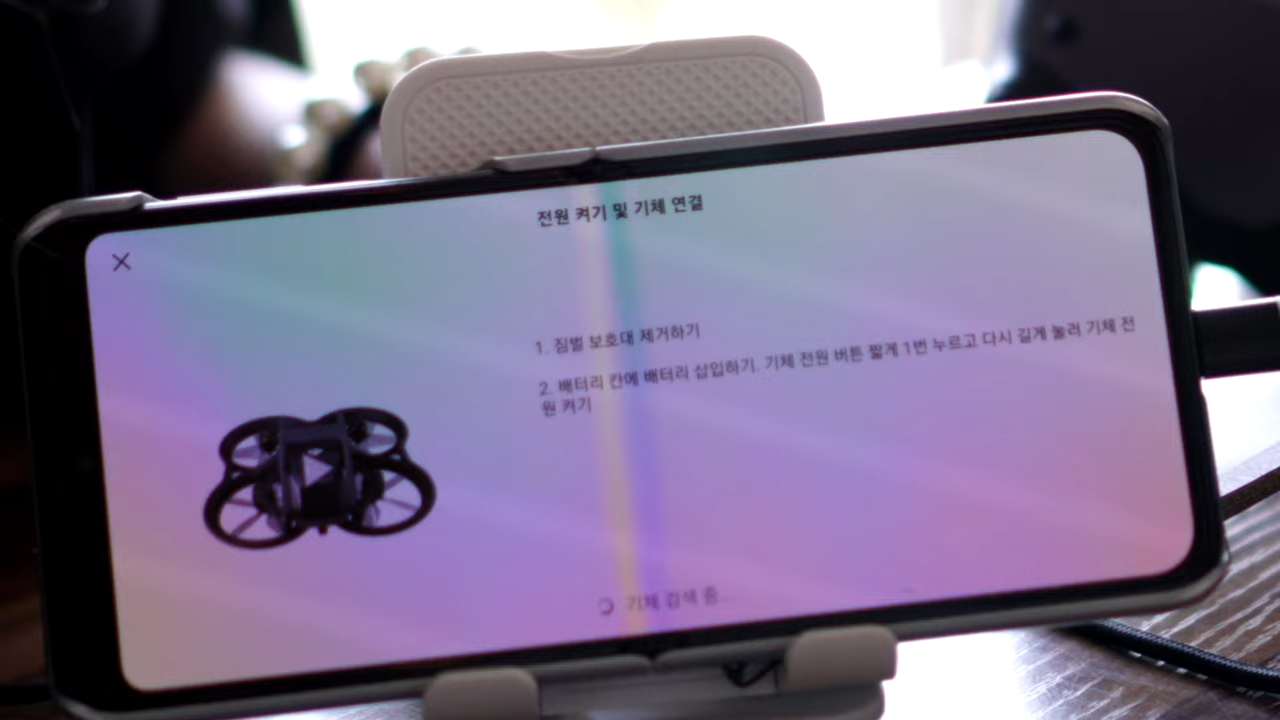 전원 켜기 및 기체 연결
1. 짐벌 보호대 제거하기
2. 배터리 칸에 배터리 삽입하기. 기체 전원 버튼 짧게 1번 누르고 다시 길게 눌러 기체 전
원 켜기
기체 검색 중...